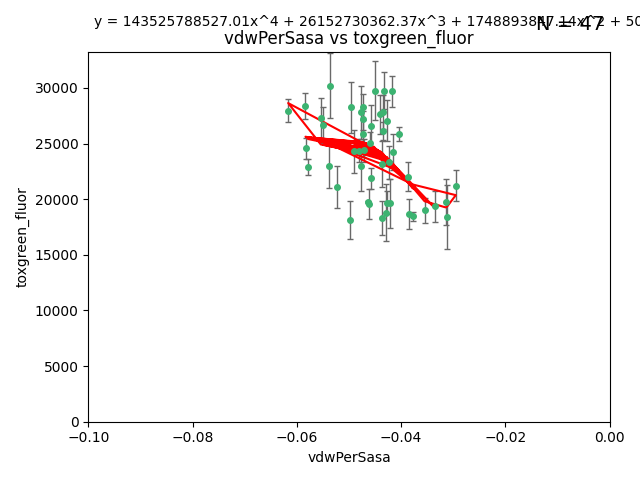 y = 143525788527.01x^4 + 26152730362.37x^3 + 
N = 47
vdwPerSasa vs toxgreen_fluor
30000
25000
20000
15000
10000
5000
0
toxgreen_fluor
−0.10 −0.08 −0.06 −0.04 −0.02 0.00
vdwPerSasa